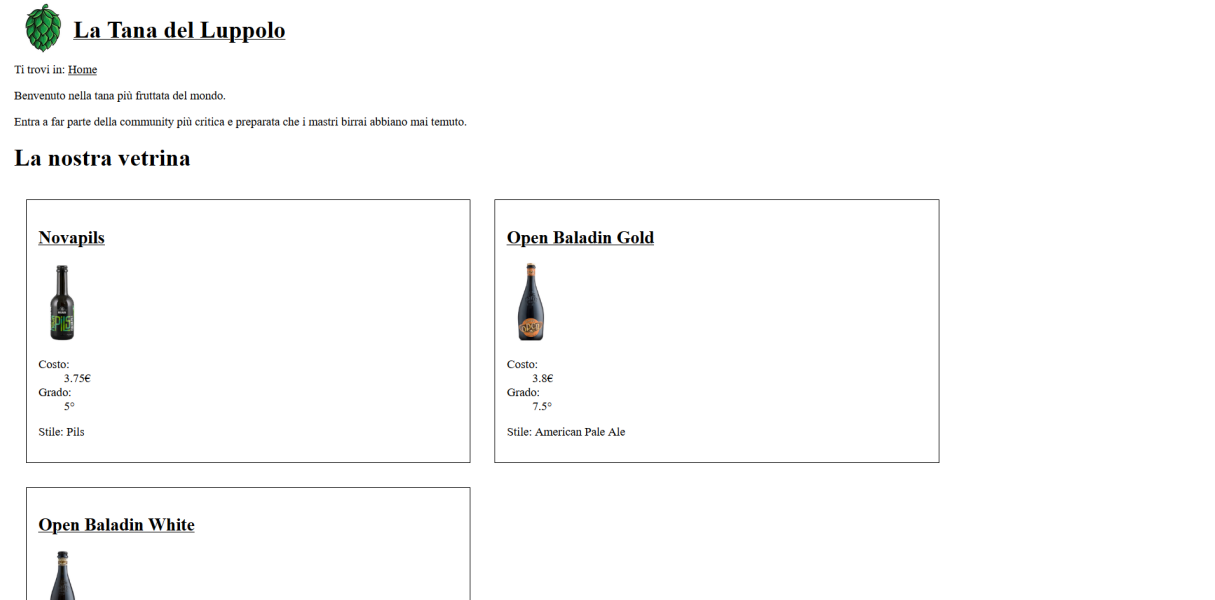 La Tana del Luppolo
Ti trovi in: Home
Benvenuto nella tana più fruttata del mondo.
Entra a far parte della community più critica e preparata che i mastri birrai abbiano mai temuto.
La nostra vetrina
Novapils
Costo:
3.75€
Grado:
5°
Stile: Pils
Open Baladin Gold
Costo:
3.8€
Grado:
7.5°
Stile: American Pale Ale
Open Baladin White